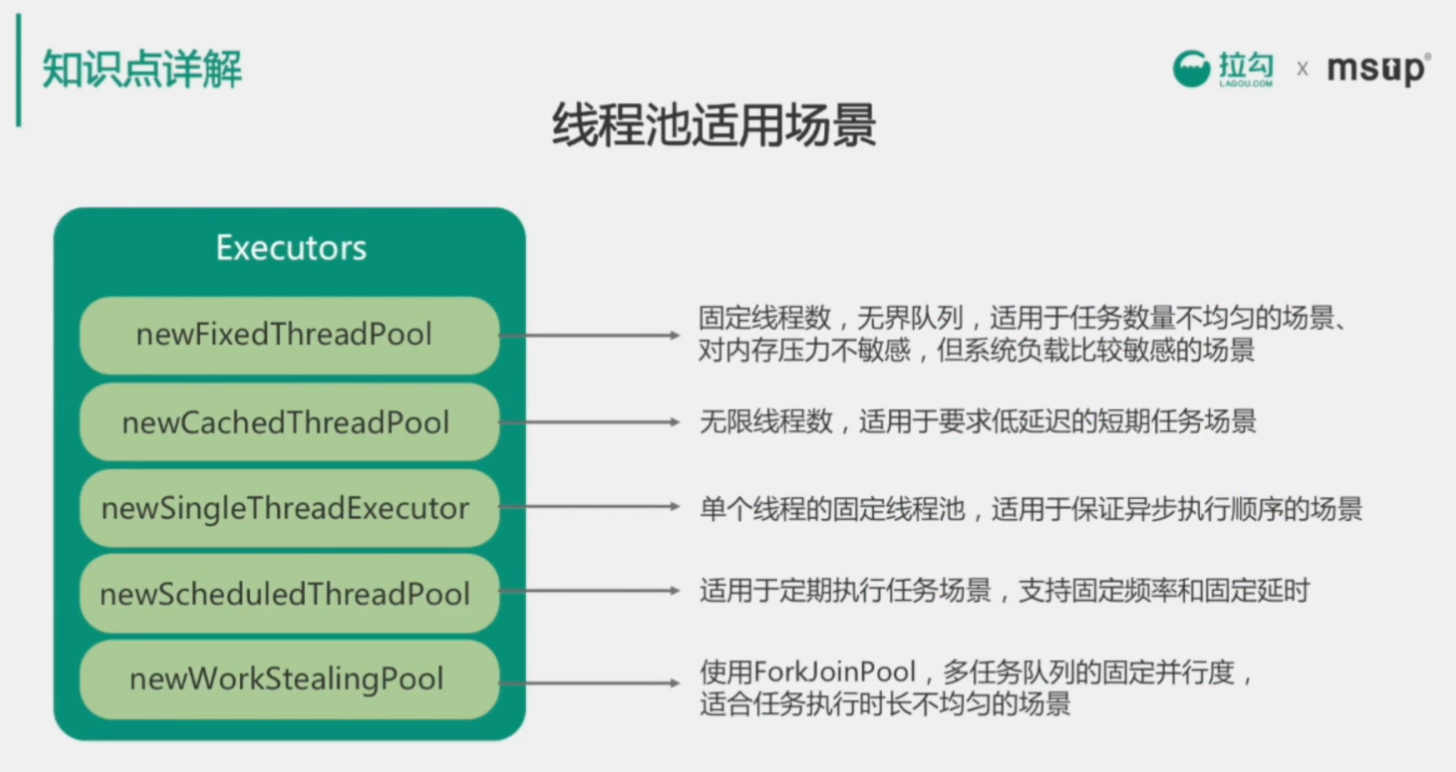 知识点详解
拉勾
LAGOU.COM
x
msup®
线程池适用场景
Executors
newFixedThreadPool
固定线程数，无界队列，适用于任务数量不均匀的场景、
对内存压力不敏感，但系统负载比较敏感的场景
newCachedThreadPool
无限线程数，适用于要求低延迟的短期任务场景
newSingleThreadExecutor
单个线程的固定线程池，适用于保证异步执行顺序的场景
newScheduledThreadPool
适用于定期执行任务场景，支持固定频率和固定延时
newWorkStealingPool
使用ForkJoinPool，多任务队列的固定并行度，
适合任务执行时长不均匀的场景